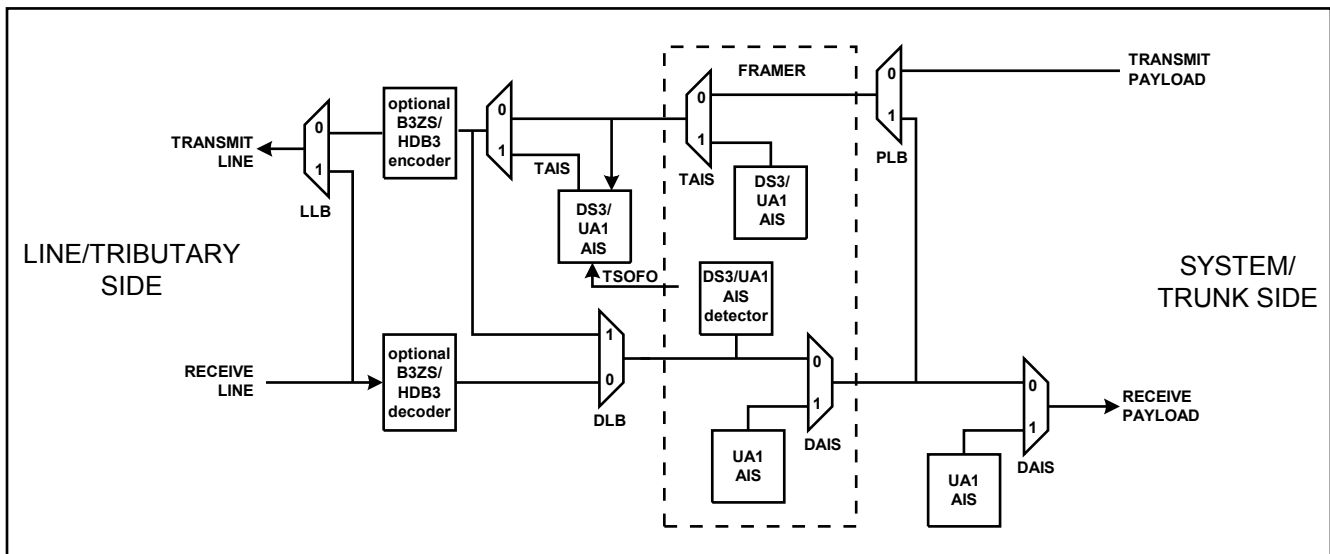 FRAMER
TRANSMIT
PAYLOAD
0
1
PLB
0
1
TAIS
DS3/
UA1
AIS
0
1
TAIS
DS3/
UA1
AIS
TSOFO
optional
B3ZS/
HDB3
encoder
TRANSMIT
LINE
0
1
LLB
LINE/TRIBUTARY
SIDE
SYSTEM/
TRUNK SIDE
DS3/UA1
AIS
detector
RECEIVE
LINE
optional
B3ZS/
HDB3
decoder
1
0
DLB
0
1
DAIS
UA1
AIS
0
1
DAIS
UA1
AIS
RECEIVE
PAYLOAD